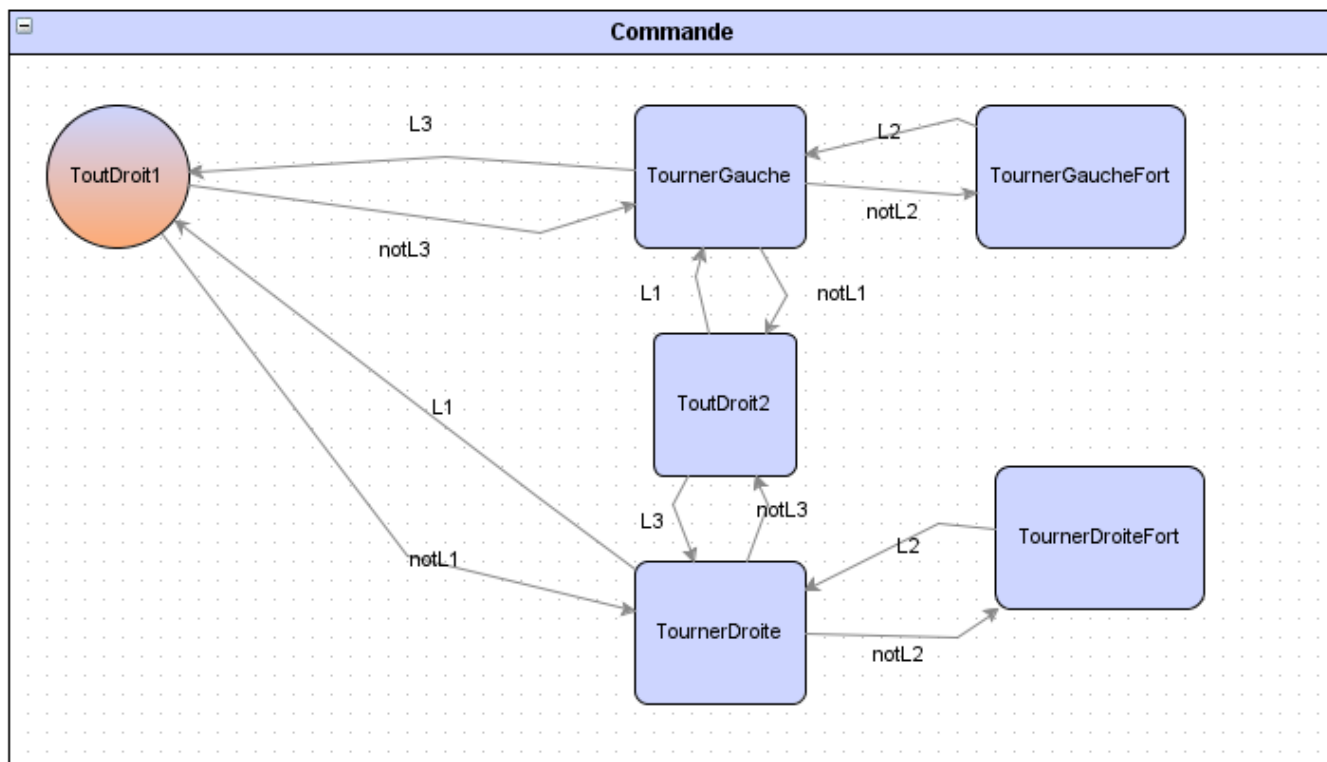 Commande
L3
L2
ToutDroit1
TournerGauche
TournerGaucheFort
notL2
notL3
L1
notL1
ToutDroit2
L1
L3
notL3
TournerDroiteFort
L2
notL1
TournerDroite
notL2